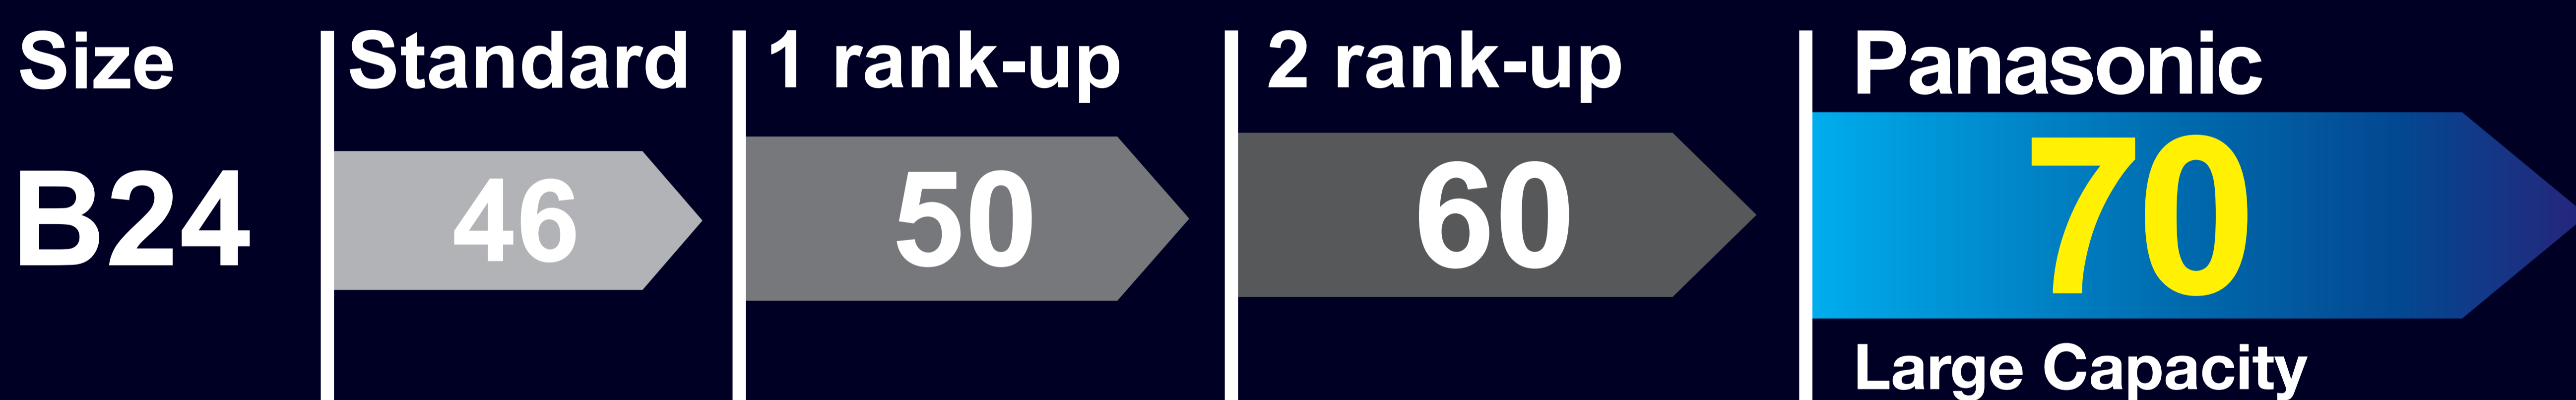 Size
Standard
1 rank-up
2 rank-up
Panasonic
B24
46
50
60
70
Large Capacity